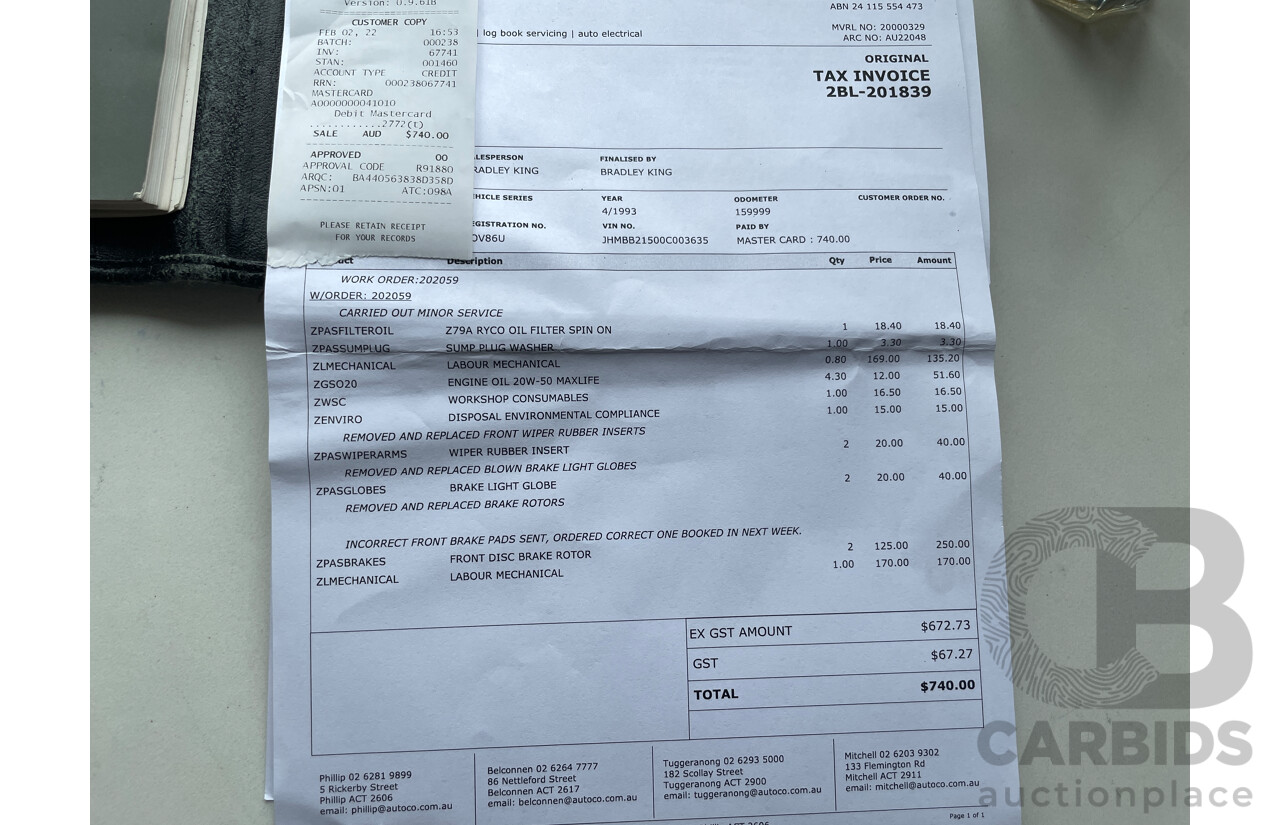 Version: 0.9.61B
CUSTOMER COPY
FEB 02, 22 16:53
BATCH: 000238
INV: 67741
STAN: 001460
ACCOUNT TYPE CREDIT
RRN: 000238067741
MASTERCARD
A0000000041010
Debit Mastercard
............2772(t)
SALE AUD $740.00
APPROVED 00
APPROVAL CODE R91880
ARQC: BA440563838D358D
APSN:01 ATC:098A
PLEASE RETAIN RECEIPT
FOR YOUR RECORDS
ABN 24 115 554 473
| log book servicing | auto electrical
MVRL NO: 20000329
ARC NO: AU22048
ORIGINAL
TAX INVOICE
2BL-201839
ALESPERSON FINALISED BY
RADLEY KING BRADLEY KING
EHICLE SERIES YEAR ODOMETER CUSTOMER ORDER NO.
4/1993 159999
EGISTRATION NO. VIN NO. PAID BY
OV86U JHMBB21500C003635 MASTER CARD : 740.00
uct Description Qty Price Amount
WORK ORDER:202059
W/ORDER: 202059
CARRIED OUT MINOR SERVICE
ZPASFILTEROIL Z79A RYCO OIL FILTER SPIN ON 1 18.40 18.40
ZPASSUMPLUG SUMP PLUG WASHER 1.00 3.30 3.30
ZLMECHANICAL LABOUR MECHANICAL 0.80 169.00 135.20
ZGSO20 ENGINE OIL 20W-50 MAXLIFE 4.30 12.00 51.60
ZWSC WORKSHOP CONSUMABLES 1.00 16.50 16.50
ZENVIRO DISPOSAL ENVIRONMENTAL COMPLIANCE 1.00 15.00 15.00
REMOVED AND REPLACED FRONT WIPER RUBBER INSERTS
ZPASWIPERARMS WIPER RUBBER INSERT 2 20.00 40.00
REMOVED AND REPLACED BLOWN BRAKE LIGHT GLOBES
ZPASGLOBES BRAKE LIGHT GLOBE 2 20.00 40.00
REMOVED AND REPLACED BRAKE ROTORS
INCORRECT FRONT BRAKE PADS SENT, ORDERED CORRECT ONE BOOKED IN NEXT WEEK.
ZPASBRAKES FRONT DISC BRAKE ROTOR 2 125.00 250.00
ZLMECHANICAL LABOUR MECHANICAL 1.00 170.00 170.00
EX GST AMOUNT $672.73
GST $67.27
TOTAL $740.00
Phillip 02 6281 9899
5 Rickerby Street
Phillip ACT 2606
email: phillip@autoco.com.au
Belconnen 02 6264 7777
86 Nettleford Street
Belconnen ACT 2617
email: belconnen@autoco.com.au
Tuggeranong 02 6293 5000
182 Scollay Street
Tuggeranong ACT 2900
email: tuggeranong@autoco.com.au
Mitchell 02 6203 9302
133 Flemington Rd
Mitchell ACT 2911
email: mitchell@autoco.com.au
Page 1 of 1
CB
CARBIDS
auctionplace